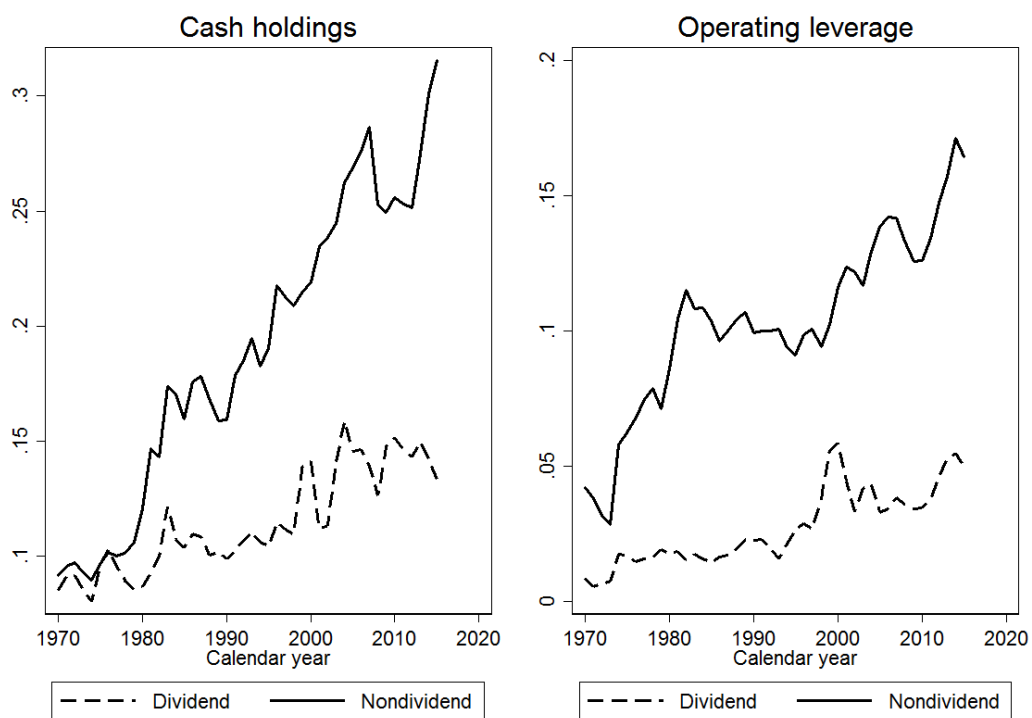 Cash holdings
.3
.25
.2
.15
.1
1970 1980 1990 2000 2010 2020
Calendar year
Dividend Nondividend
Operating leverage
.2
.15
.1
.05
0
1970 1980 1990 2000 2010 2020
Calendar year
Dividend Nondividend